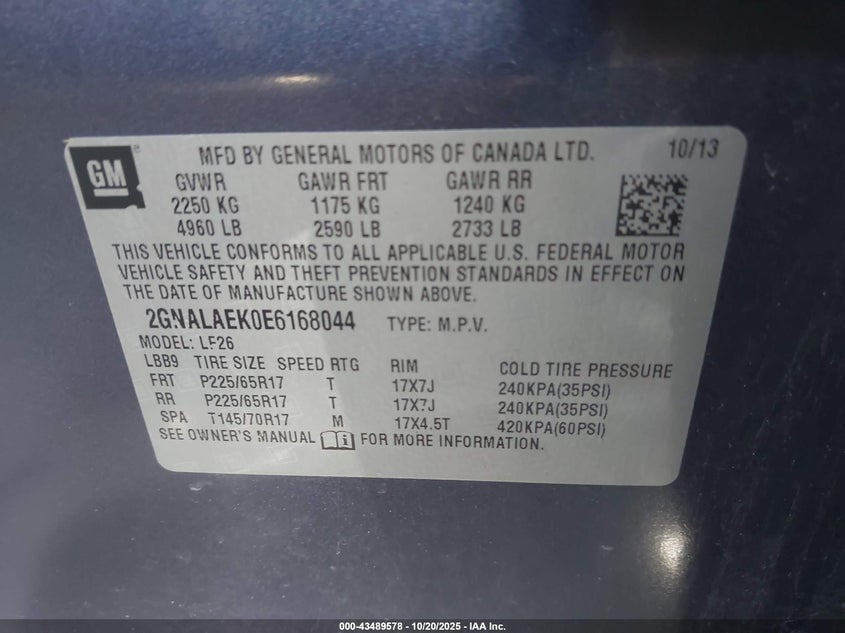 GM
MFD BY GENERAL MOTORS OF CANADA LTD. 10/13
GVWR GAWR FRT GAWR RR
2250 KG 1175 KG 1240 KG
4960 LB 2590 LB 2733 LB
THIS VEHICLE CONFORMS TO ALL APPLICABLE U.S. FEDERAL MOTOR
VEHICLE SAFETY AND THEFT PREVENTION STANDARDS IN EFFECT ON
THE DATE OF MANUFACTURE SHOWN ABOVE.
2GNALAEK0E6168044 TYPE: M.P.V.
MODEL: LF26
LBB9 TIRE SIZE SPEED RTG RIM COLD TIRE PRESSURE
FRT P225/65R17 T 17X7J 240KPA(35PSI)
RR P225/65R17 T 17X7J 240KPA(35PSI)
SPA T145/70R17 M 17X4.5T 420KPA(60PSI)
SEE OWNER'S MANUAL i FOR MORE INFORMATION.
000-43489578 - 10/20/2025 - IAA Inc.